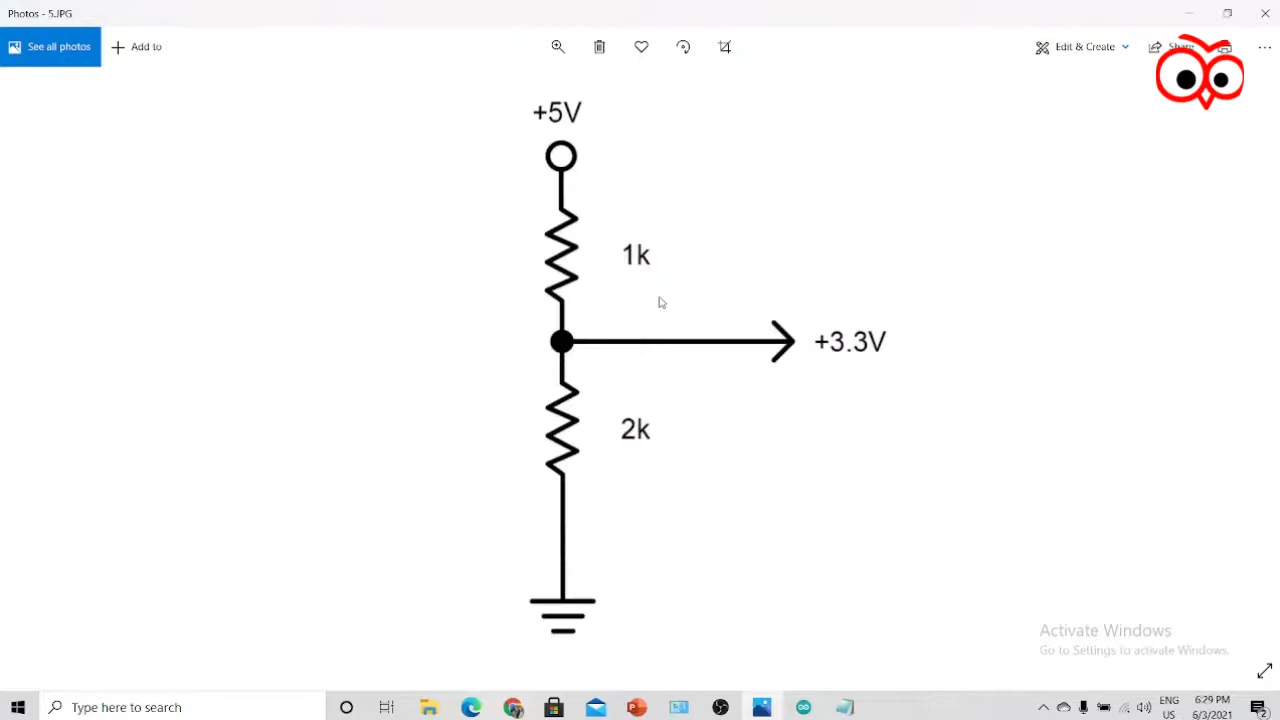 Photos - 5.JPG
See all photos
Add to
Edit & Create
Share
+5V
1k
+3.3V
2k
Activate Windows
Go to Settings to activate Windows.
Type here to search
ENG
US
6:29 PM
6/3/2021